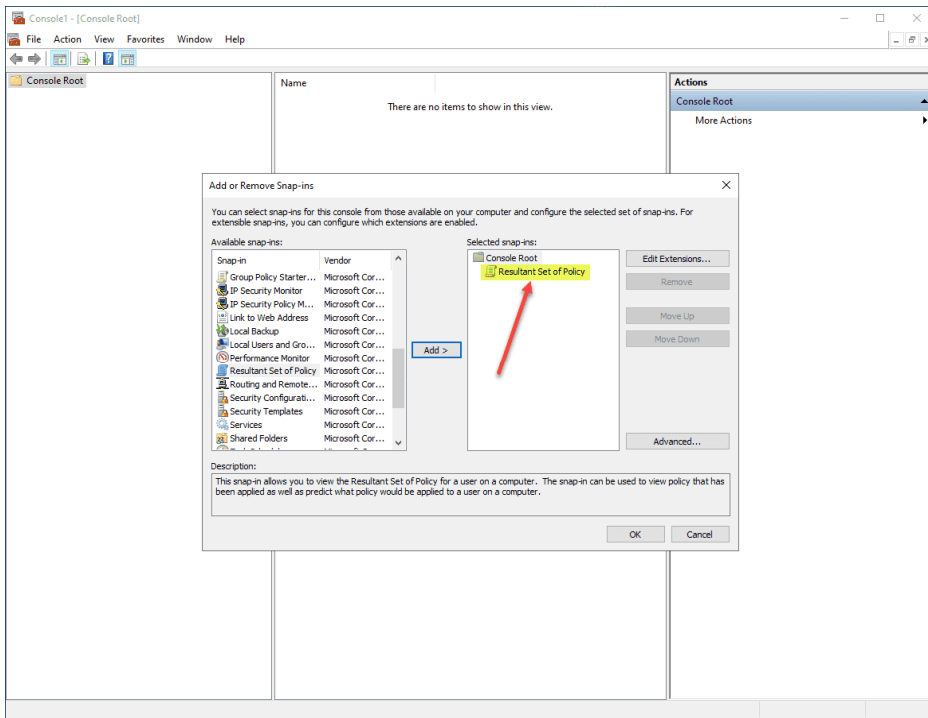 Console1 - [Console Root]
File Action View Favorites Window Help
Console Root
Name
There are no items to show in this view.
Actions
Console Root
More Actions
Add or Remove Snap-ins
You can select snap-ins for this console from those available on your computer and configure the selected set of snap-ins. For
extensible snap-ins, you can configure which extensions are enabled.
Available snap-ins:
Snap-in Vendor
Group Policy Starter... Microsoft Cor...
IP Security Monitor Microsoft Cor...
IP Security Policy M... Microsoft Cor...
Link to Web Address Microsoft Cor...
Local Backup Microsoft Cor...
Local Users and Gro... Microsoft Cor...
Performance Monitor Microsoft Cor...
Resultant Set of Policy Microsoft Cor...
Routing and Remote... Microsoft Cor...
Security Configurati... Microsoft Cor...
Security Templates Microsoft Cor...
Services Microsoft Cor...
Shared Folders Microsoft Cor...
Add >
Selected snap-ins:
Console Root
Resultant Set of Policy
Edit Extensions...
Remove
Move Up
Move Down
Advanced...
Description:
This snap-in allows you to view the Resultant Set of Policy for a user on a computer. The snap-in can be used to view policy that has
been applied as well as predict what policy would be applied to a user on a computer.
OK Cancel